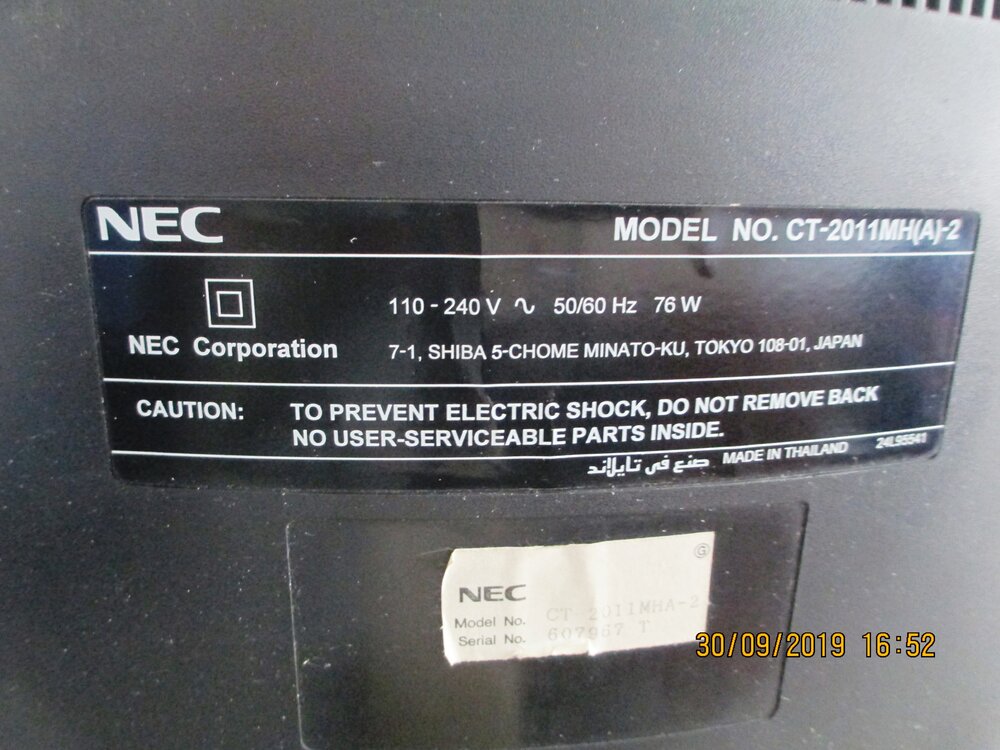 NEC
MODEL NO. CT-2011MH(A)-2
110 - 240 V ∿ 50/60 Hz 76 W
NEC Corporation
7-1, SHIBA 5-CHOME MINATO-KU, TOKYO 108-01, JAPAN
CAUTION: TO PREVENT ELECTRIC SHOCK, DO NOT REMOVE BACK
NO USER-SERVICEABLE PARTS INSIDE.
صنع في تايلاند MADE IN THAILAND 24L95541
G
NEC
Model No. CT-2011MHA-2
Serial No. 607967 T
30/09/2019 16:52